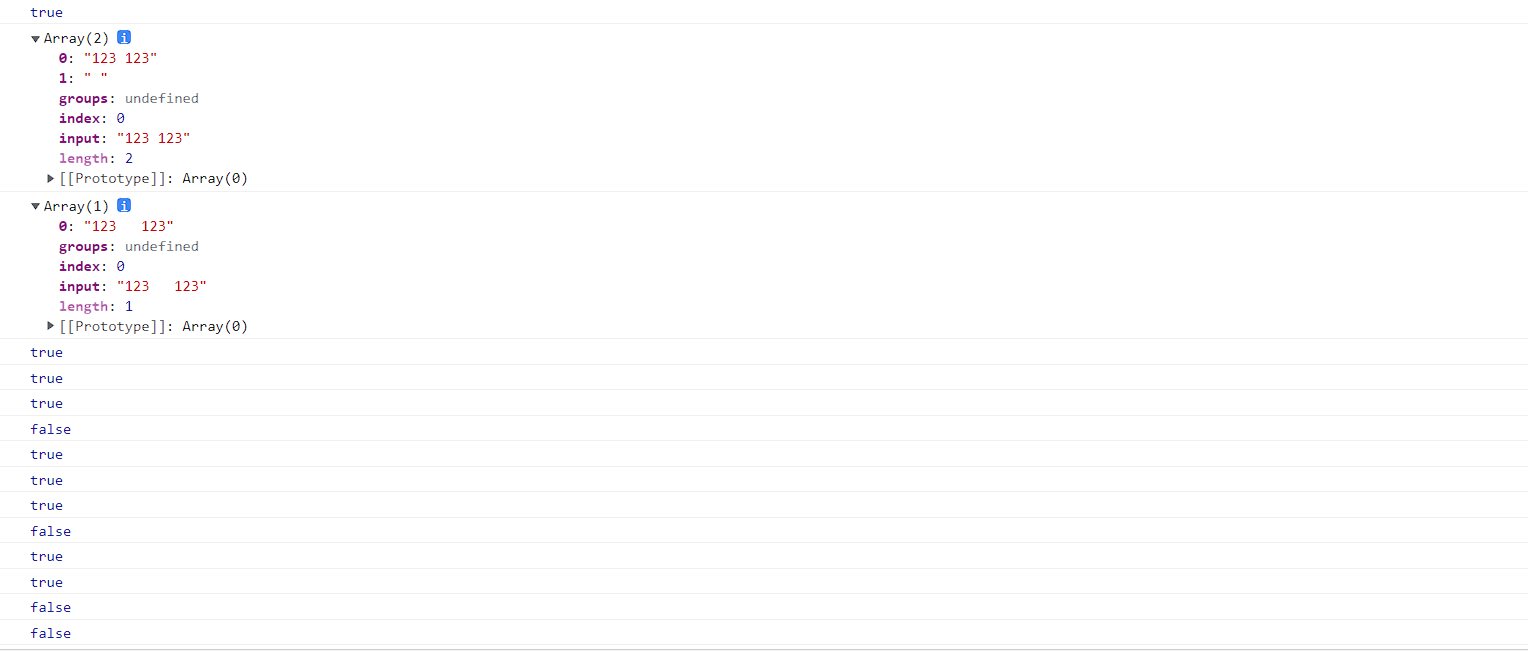 true
Array(2) i
0: "123 123"
1: " "
groups: undefined
index: 0
input: "123 123"
length: 2
[[Prototype]]: Array(0)
Array(1) i
0: "123   123"
groups: undefined
index: 0
input: "123   123"
length: 1
[[Prototype]]: Array(0)
true
true
true
false
true
true
true
false
true
true
false
false